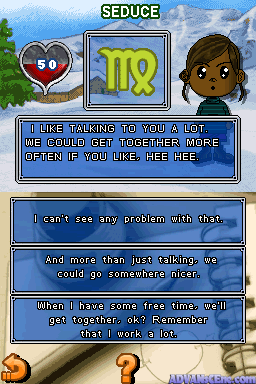 SEDUCE
50
I LIKE TALKING TO YOU A LOT.
WE COULD GET TOGETHER MORE
OFTEN IF YOU LIKE. HEE HEE.
I can't see any problem with that.
And more than just talking, we
could go somewhere nicer.
When I have some free time, we'll
get together, ok? Remember
that I work a lot.
?
ADVANSCENE.com